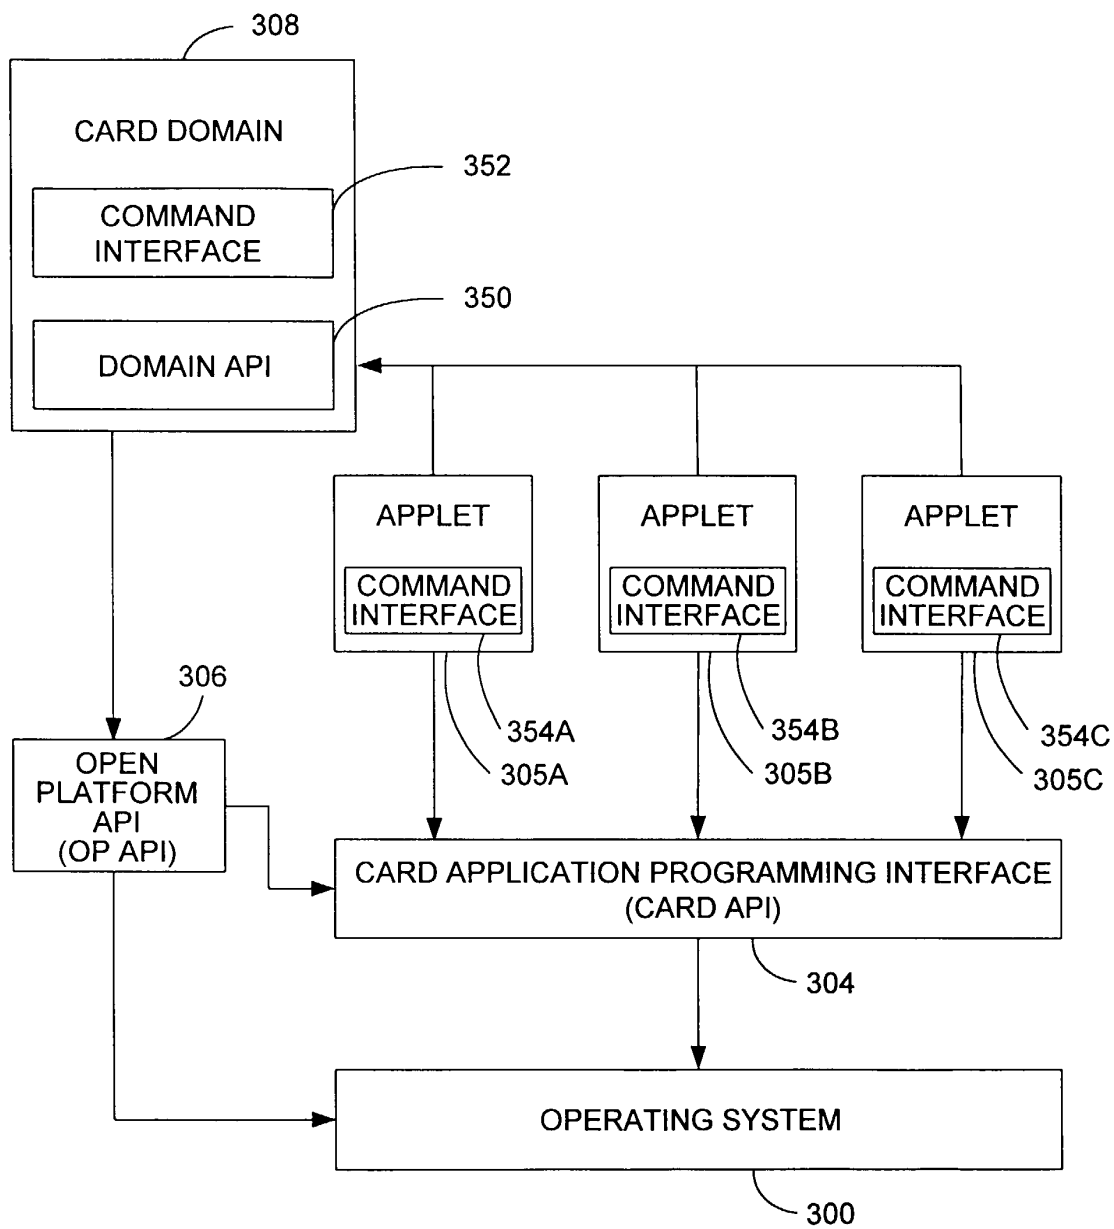 308
CARD DOMAIN
352
COMMAND
INTERFACE
350
DOMAIN API
APPLET
COMMAND
INTERFACE
APPLET
COMMAND
INTERFACE
APPLET
COMMAND
INTERFACE
354A
305A
354B
305B
354C
305C
306
OPEN
PLATFORM
API
(OP API)
CARD APPLICATION PROGRAMMING INTERFACE
(CARD API)
304
OPERATING SYSTEM
300